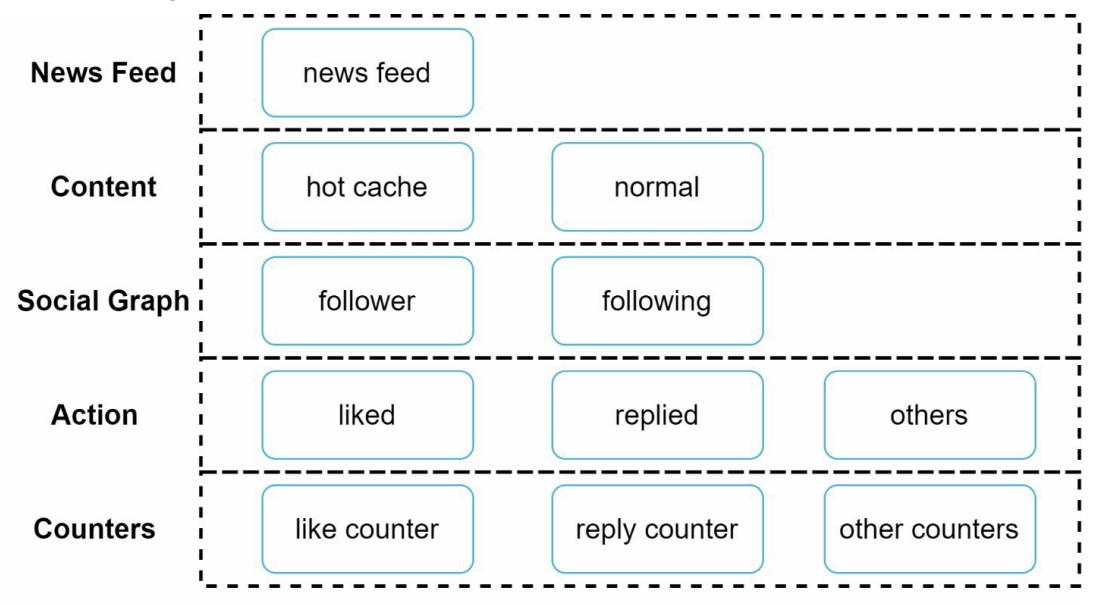 News Feed
news feed
Content
hot cache
normal
Social Graph
follower
following
Action
liked
replied
others
Counters
like counter
reply counter
other counters